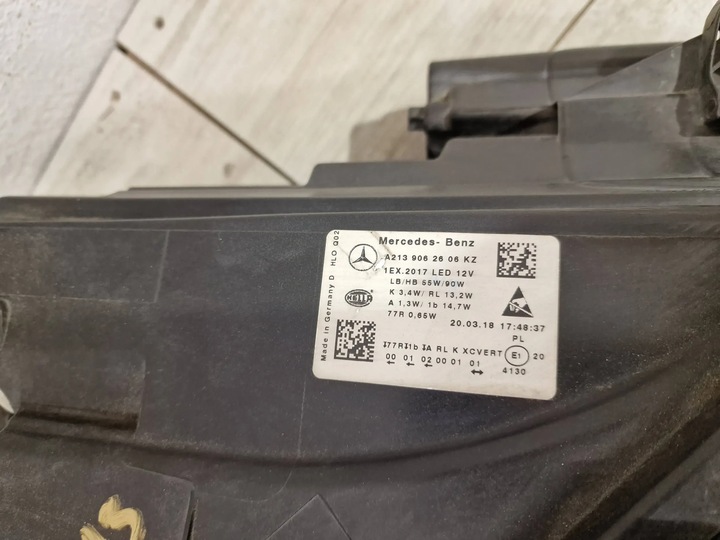 Mercedes- Benz
A213 906 26 06 KZ
1EX.2017 LED 12V
LB/HB 55W/90W
K 3,4W/ RL 13,2W
A 1,3W/ 1b 14,7W
77R 0,65W
20.03.18 17:48:37
PL
77R 1b A RL K XCVERT E1 20
00 01 02 00 01 01 4130
HELLA
Made in Germany D HLO Q02